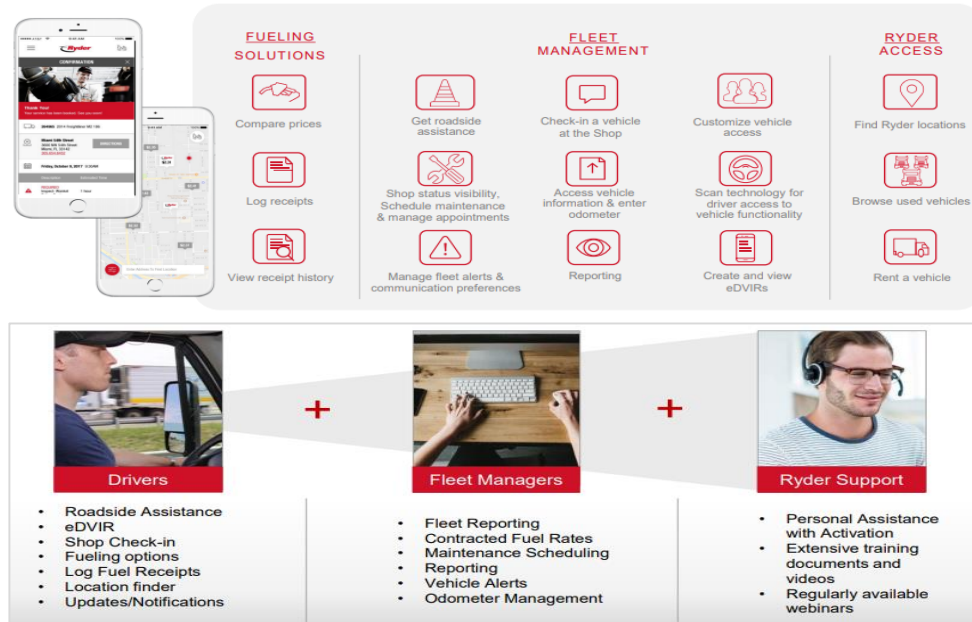 Ryder
CONFIRMATION
Thank You!
Friday, October 6, 2017
DIRECTIONS
FUELING
SOLUTIONS
Compare prices
Log receipts
View receipt history
FLEET
MANAGEMENT
Get roadside
assistance
Check-in a vehicle
at the Shop
Customize vehicle
access
Shop status visibility,
Schedule maintenance
& manage appointments
Access vehicle
information & enter
odometer
Scan technology for
driver access to
vehicle functionality
Manage fleet alerts &
communication preferences
Reporting
Create and view
eDVIRs
RYDER
ACCESS
Find Ryder locations
Browse used vehicles
Rent a vehicle
+
+
Drivers
• Roadside Assistance
• eDVIR
• Shop Check-in
• Fueling options
• Log Fuel Receipts
• Location finder
• Updates/Notifications
Fleet Managers
• Fleet Reporting
• Contracted Fuel Rates
• Maintenance Scheduling
• Reporting
• Vehicle Alerts
• Odometer Management
Ryder Support
• Personal Assistance
with Activation
• Extensive training
documents and
videos
• Regularly available
webinars